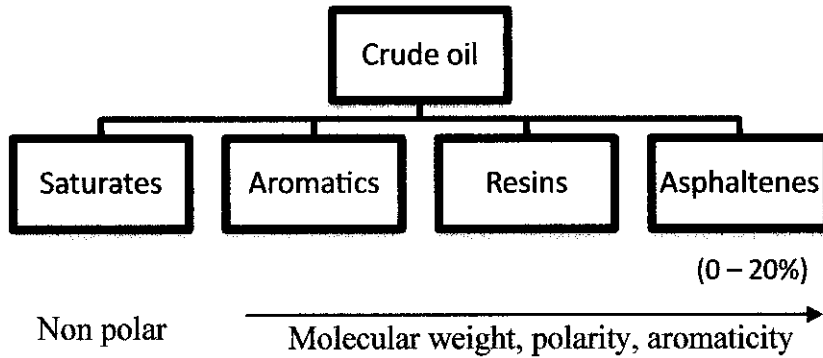 Crude oil
Saturates
Aromatics
Resins
Asphaltenes
(0 – 20%)
Non polar
Molecular weight, polarity, aromaticity